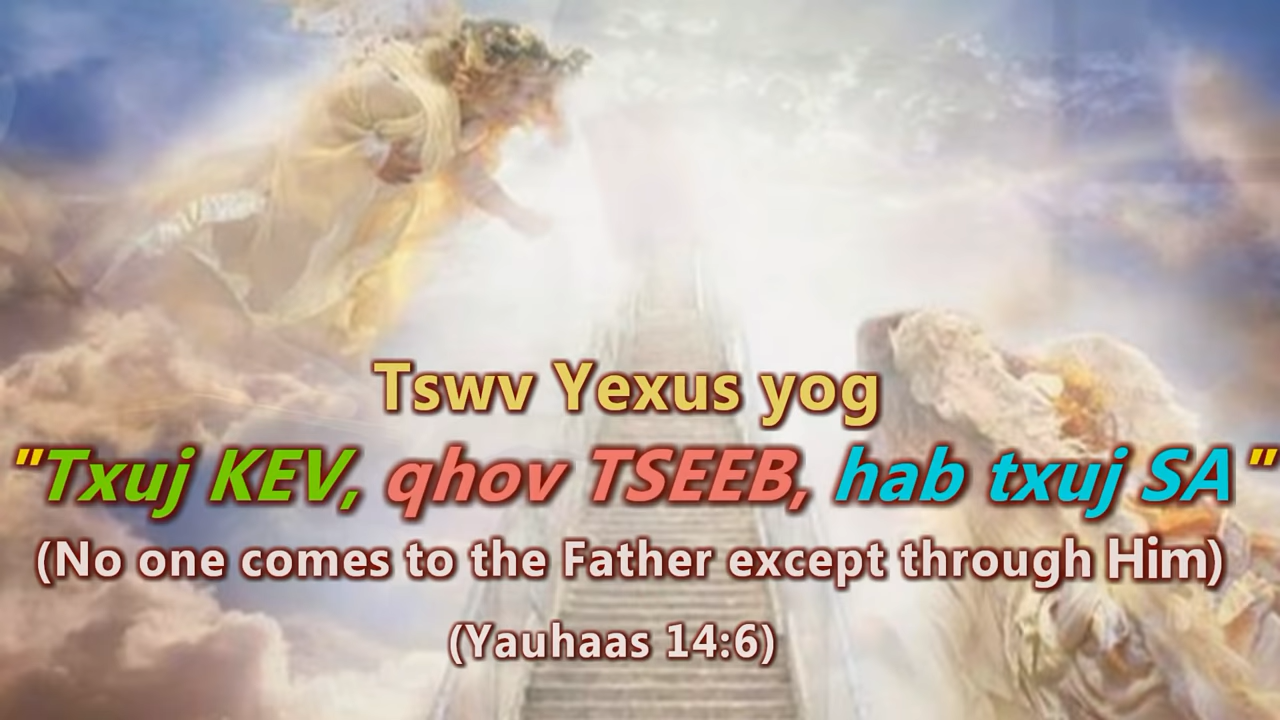 Tswv Yexus yog
"Txuj KEV, qhov TSEEB, hab txuj SA"
(No one comes to the Father except through Him)
(Yauhaas 14:6)